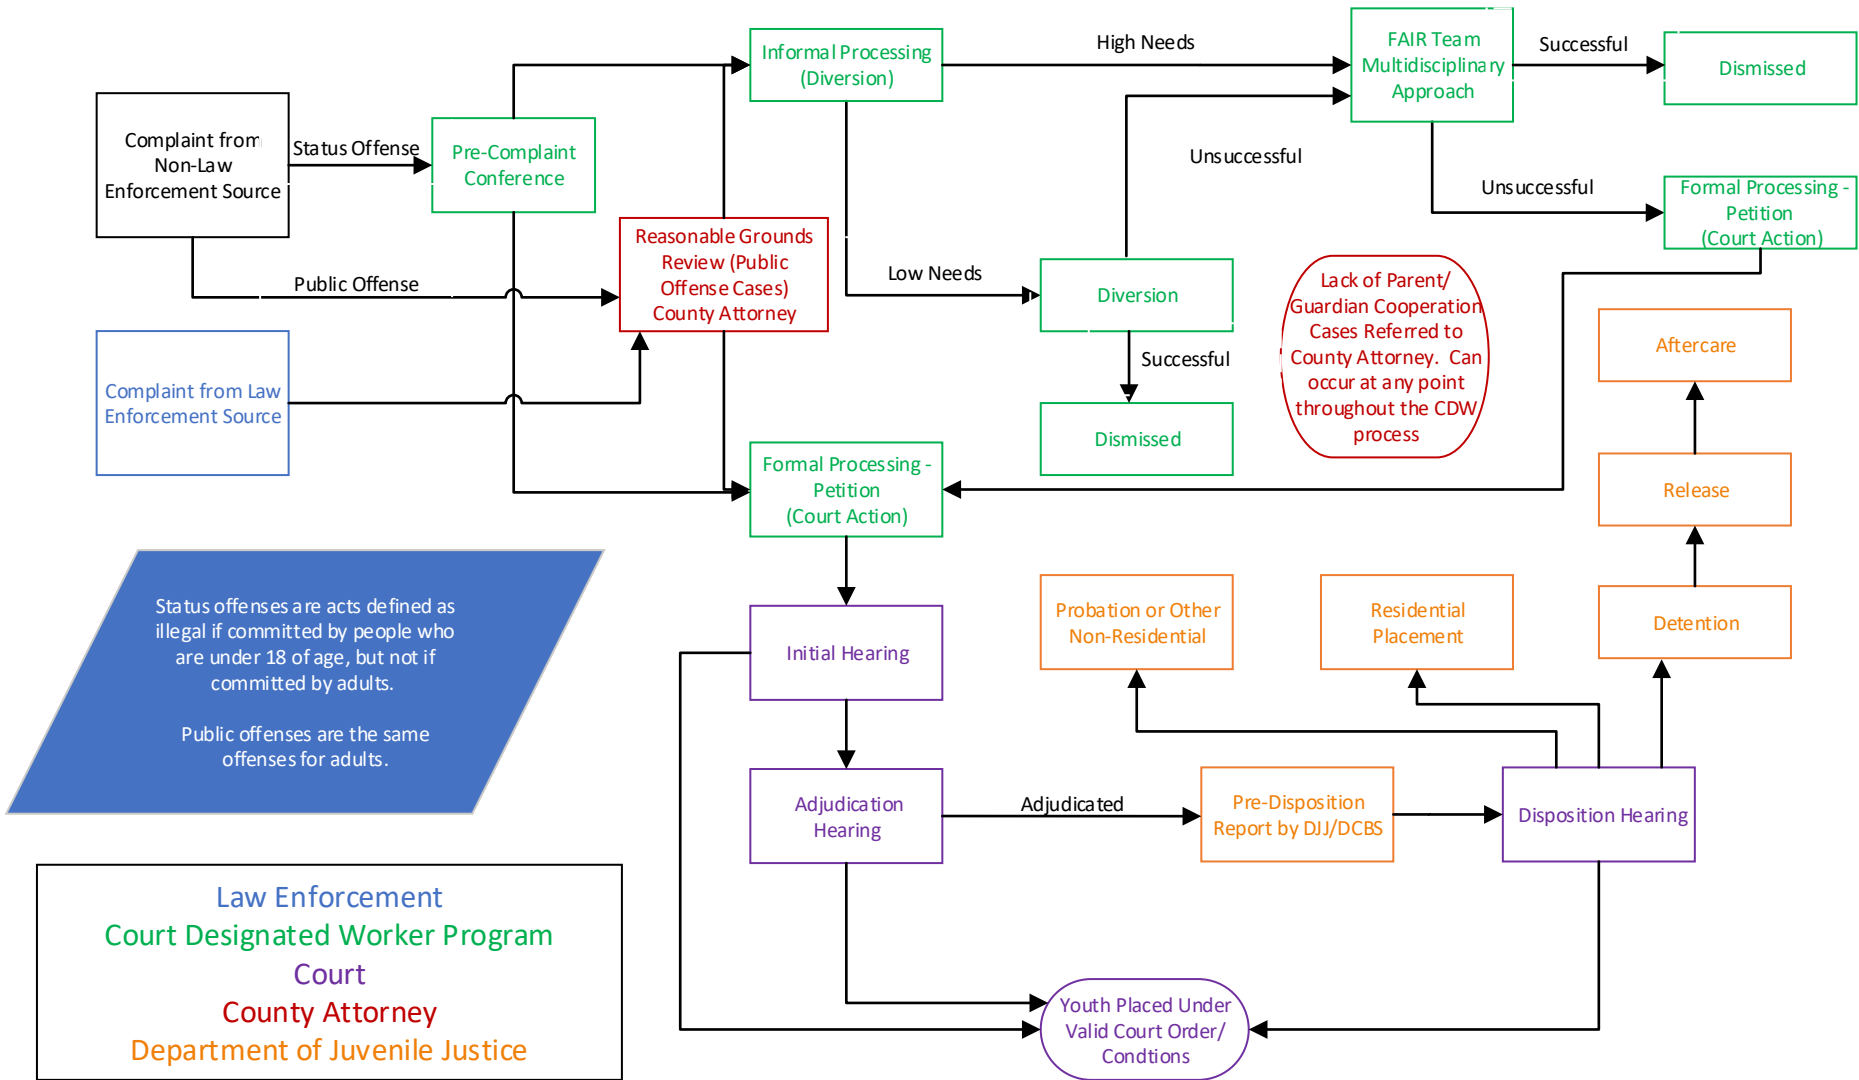 Complaint from
Non-Law
Enforcement Source
Status Offense
Public Offense
Complaint from Law
Enforcement Source
Pre-Complaint
Conference
Reasonable Grounds
Review (Public
Offense Cases)
County Attorney
Informal Processing
(Diversion)
High Needs
Low Needs
FAIR Team
Multidisciplinary
Approach
Successful
Dismissed
Unsuccessful
Unsuccessful
Formal Processing -
Petition
(Court Action)
Diversion
Successful
Dismissed
Lack of Parent/
Guardian Cooperation
Cases Referred to
County Attorney. Can
occur at any point
throughout the CDW
process
Aftercare
Release
Detention
Formal Processing -
Petition
(Court Action)
Initial Hearing
Probation or Other
Non-Residential
Residential
Placement
Adjudication
Hearing
Adjudicated
Pre-Disposition
Report by DJJ/DCBS
Disposition Hearing
Youth Placed Under
Valid Court Order/
Condtions
Status offenses are acts defined as
illegal if committed by people who
are under 18 of age, but not if
committed by adults.
Public offenses are the same
offenses for adults.
Law Enforcement
Court Designated Worker Program
Court
County Attorney
Department of Juvenile Justice